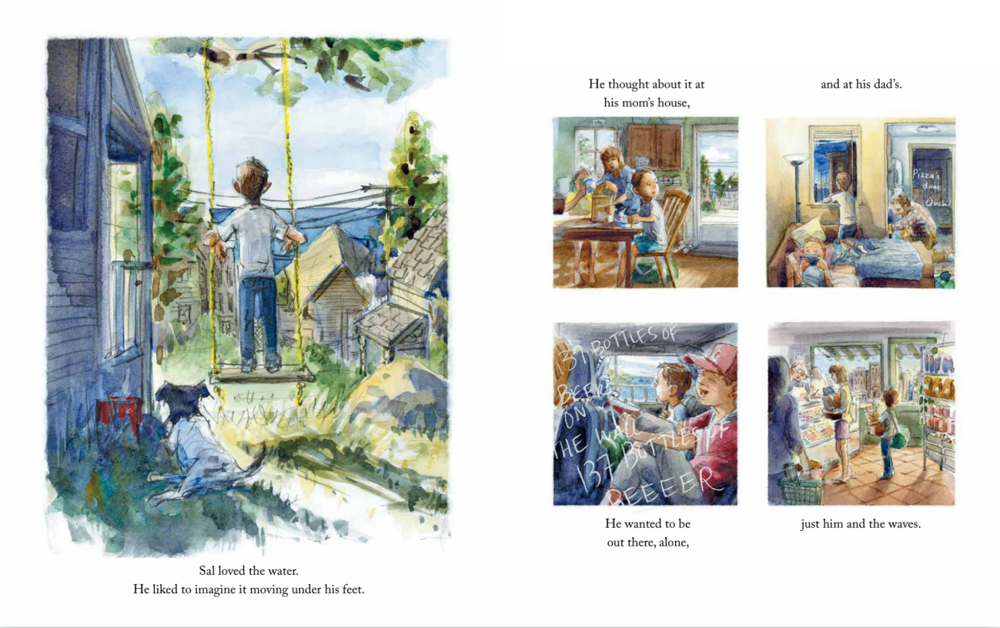 Sal loved the water.
He liked to imagine it moving under his feet.
He thought about it at
his mom's house,
and at his dad's.
Pizza's
done
Ouch!
137 BOTTLES OF
BEER
ON
THE WALL
137 BOTTLES OF
BEEEER
He wanted to be
out there, alone,
just him and the waves.